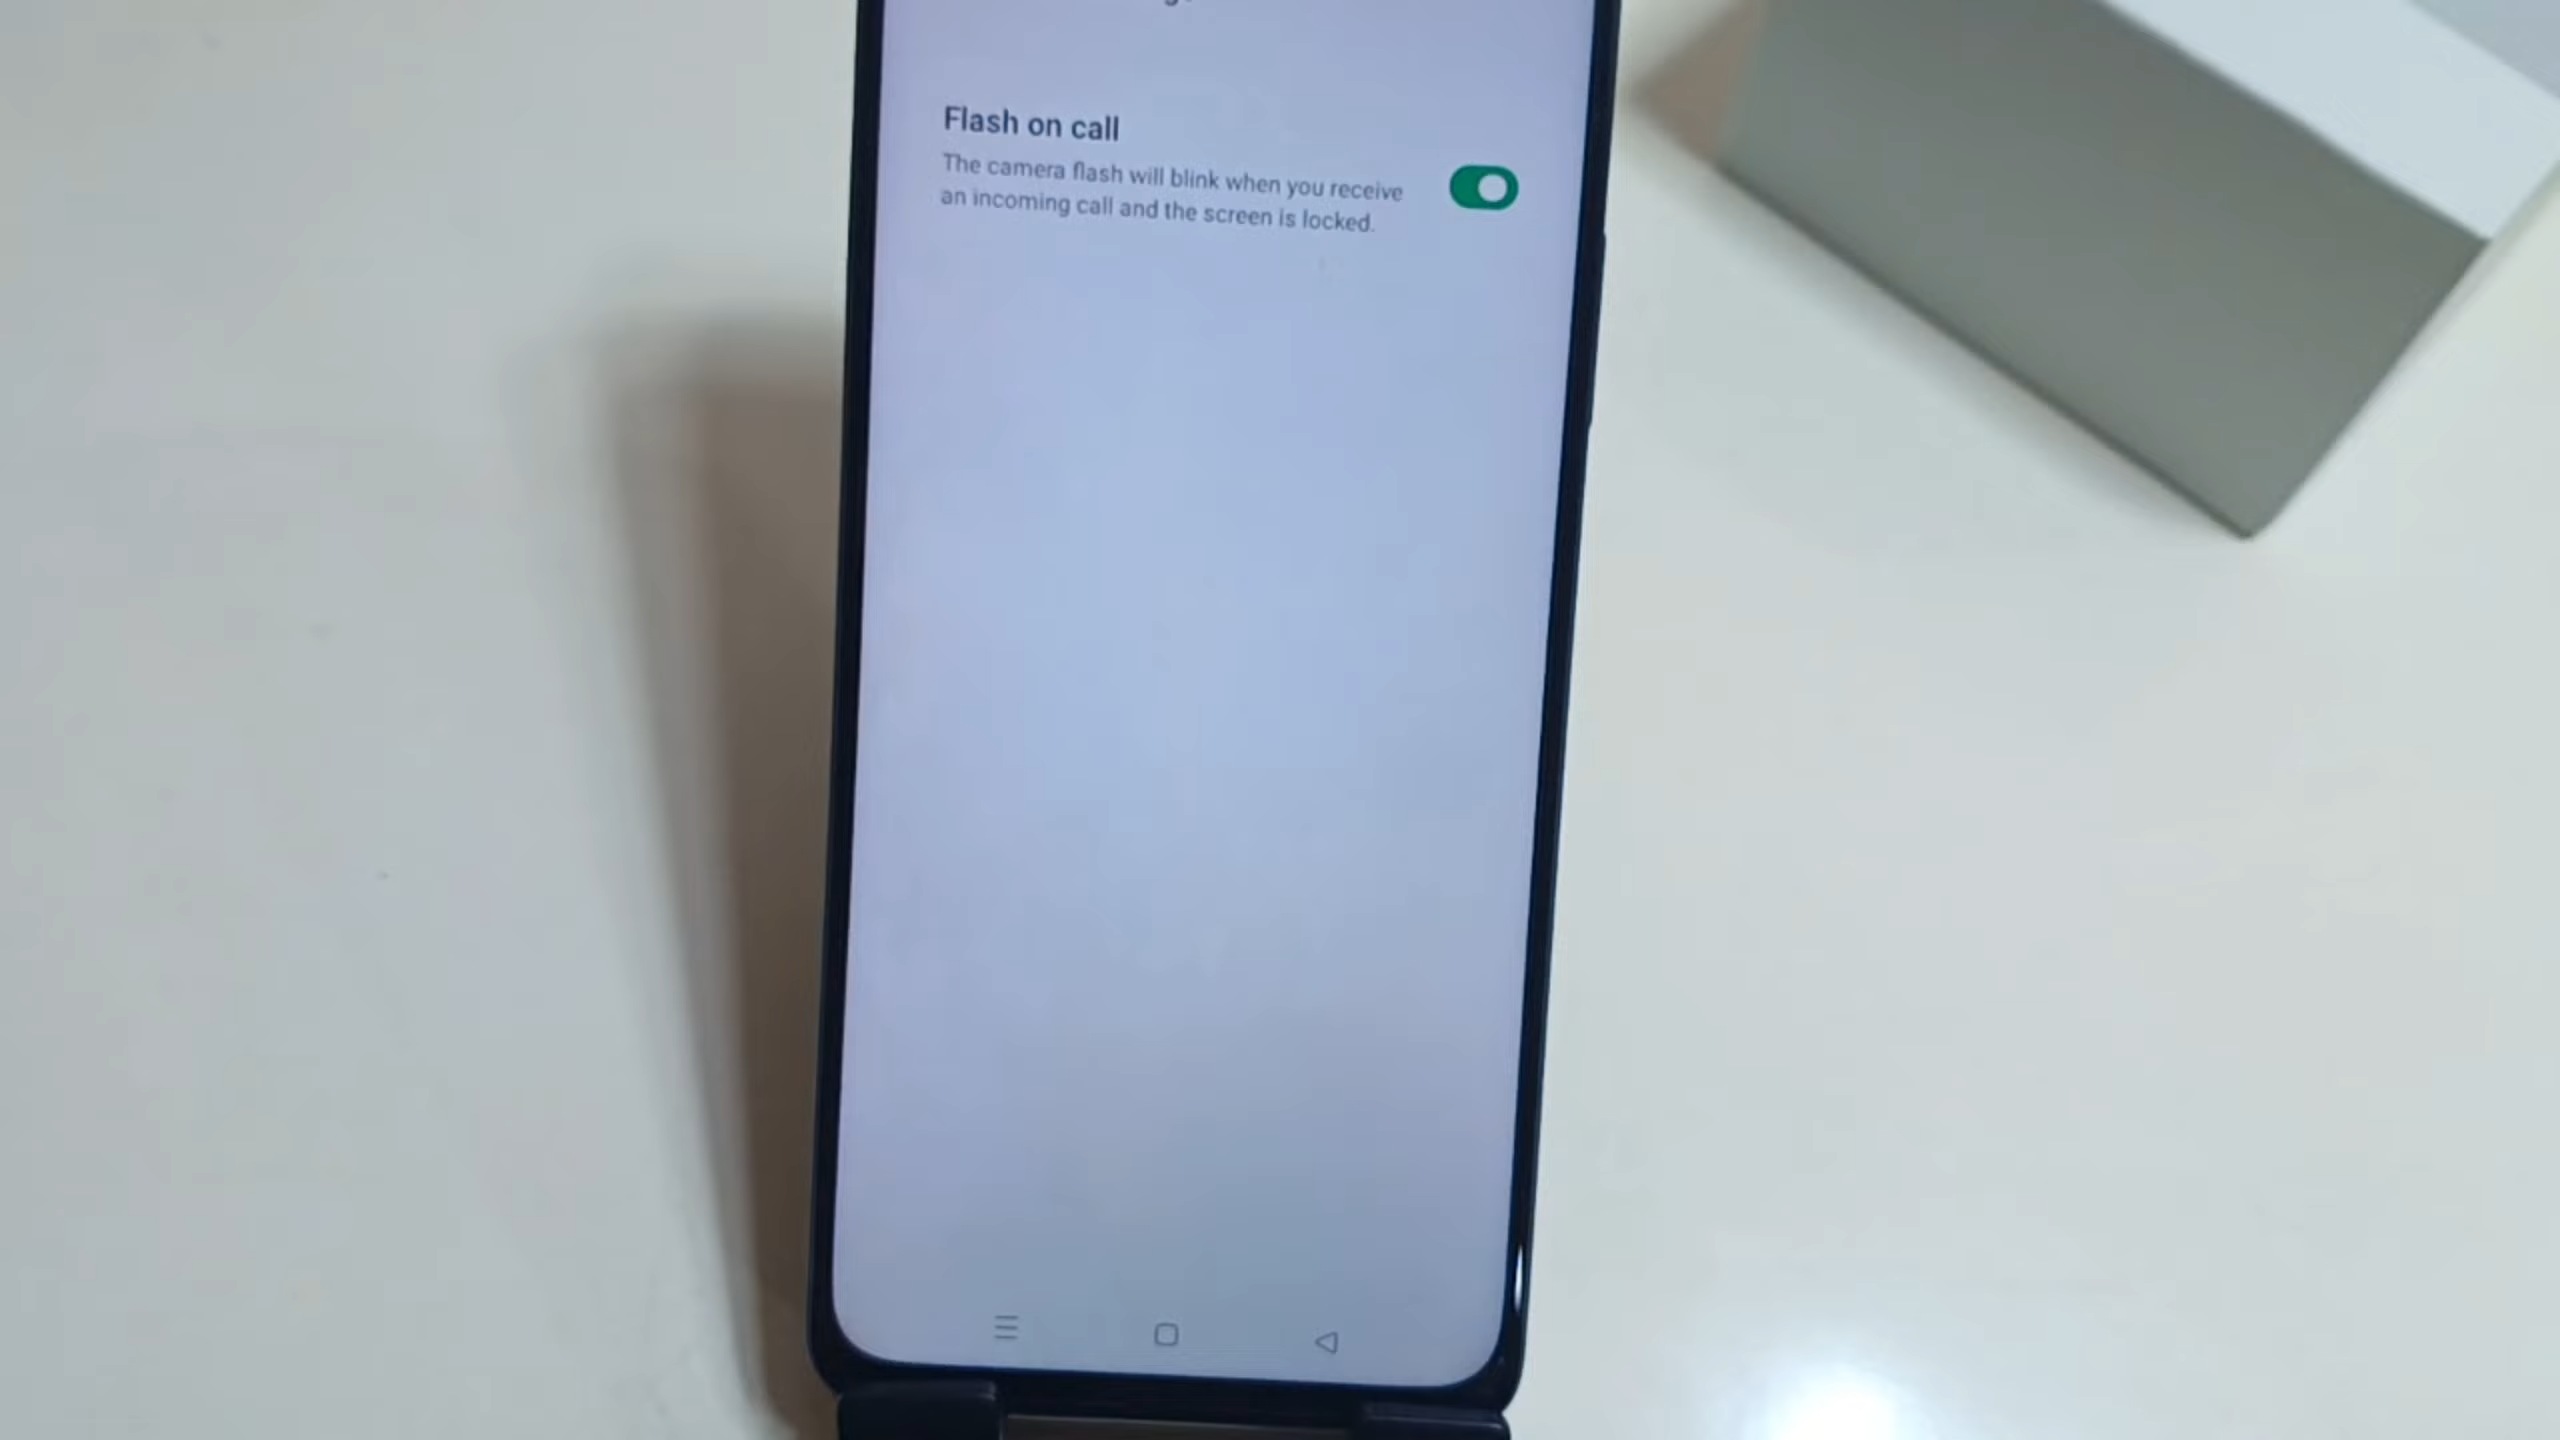 Flash on call
The camera flash will blink when you receive
an incoming call and the screen is locked.